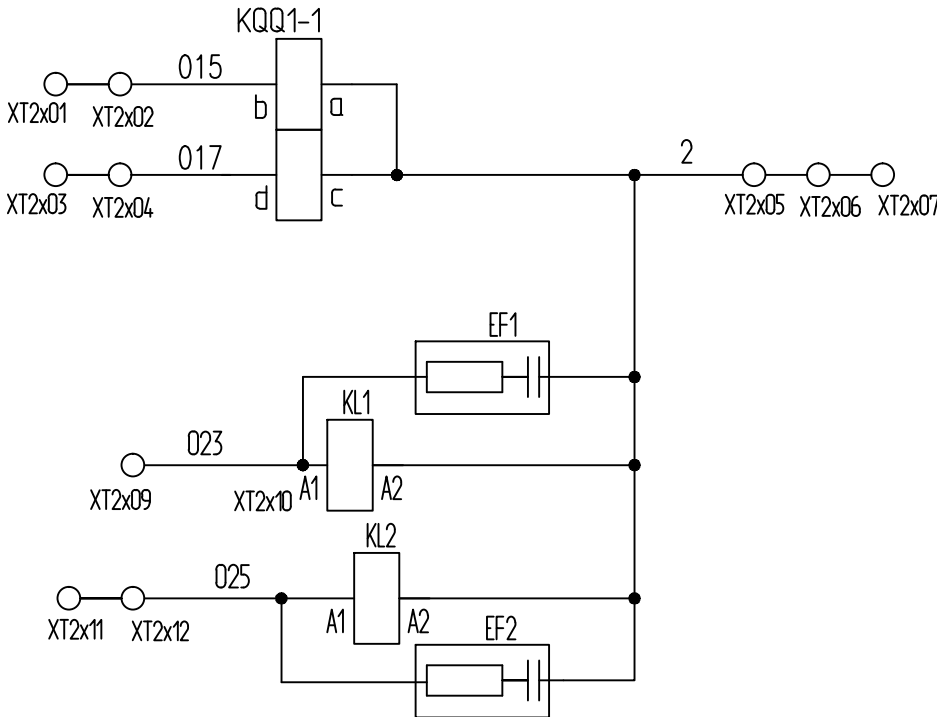 KQQ1-1
015
b
a
XT2x01
XT2x02
017
2
d
c
XT2x03
XT2x04
XT2x05
XT2x06
XT2x07
EF1
KL1
023
A1
A2
XT2x09
XT2x10
KL2
025
A1
A2
XT2x11
XT2x12
EF2